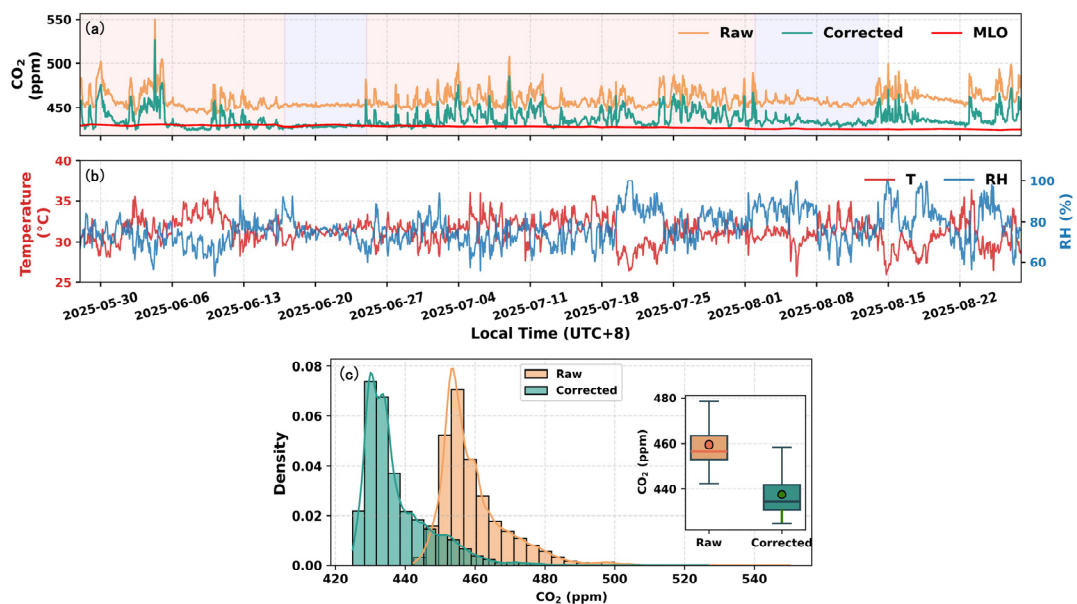 (a)
Raw
Corrected
MLO
CO₂
(ppm)
550
500
450
(b)
T
RH
Temperature
(°C)
40
35
30
25
RH (%)
100
80
60
2025-05-30
2025-06-06
2025-06-13
2025-06-20
2025-06-27
2025-07-04
2025-07-11
2025-07-18
2025-07-25
2025-08-01
2025-08-08
2025-08-15
2025-08-22
Local Time (UTC+8)
(c)
Raw
Corrected
Density
0.08
0.06
0.04
0.02
0.00
420
440
460
480
500
520
540
CO₂ (ppm)
CO₂ (ppm)
480
460
440
Raw
Corrected